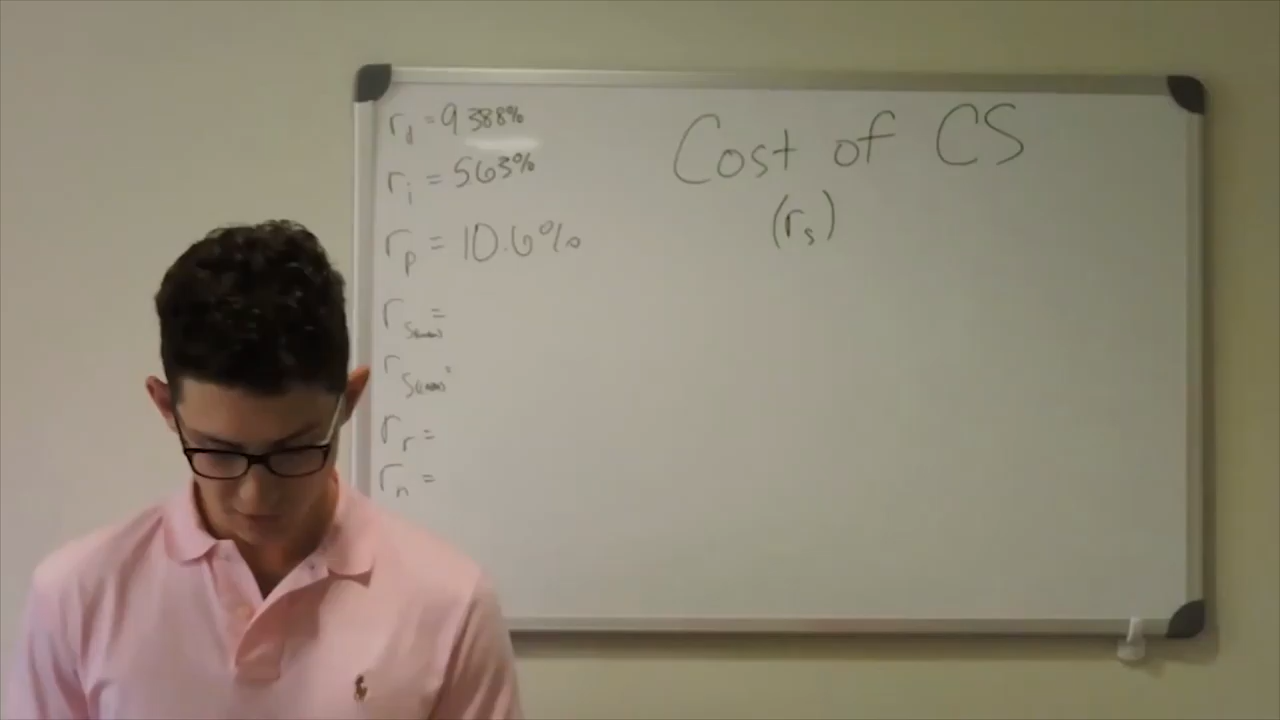 r_d = 9.388%
r_i = 5.63%
r_p = 10.6%
r_s =
r_s =
r_r =
r_n =
Cost of CS
(r_s)